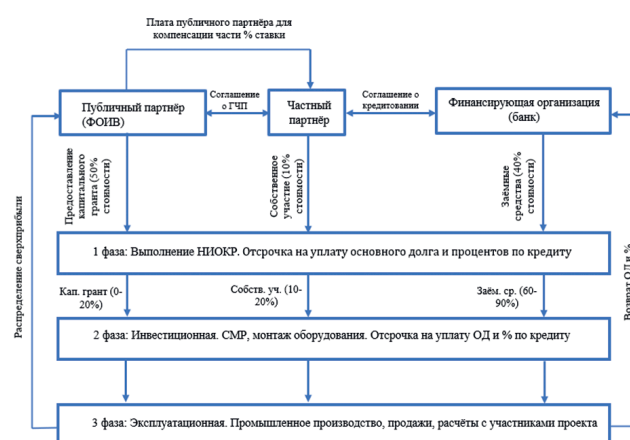 Плата публичного партнёра для
компенсации части % ставки
Публичный партнёр
(ФОИВ)
Соглашение
о ГЧП
Частный
партнёр
Соглашение о
кредитовании
Финансирующая организация
(банк)
Предоставление
капитального
гранта (50%
стоимости)
Собственное
участие (10%
стоимости)
Заёмные
средства (40%
стоимости)
Распределение сверхприбыли
Возврат ОД и %
1 фаза: Выполнение НИОКР. Отсрочка на уплату основного долга и процентов по кредиту
Кап. грант (0-
20%)
Собств. уч. (10-
20%)
Заём. ср. (60-
90%)
2 фаза: Инвестиционная. СМР, монтаж оборудования. Отсрочка на уплату ОД и % по кредиту
3 фаза: Эксплуатационная. Промышленное производство, продажи, расчёты с участниками проекта